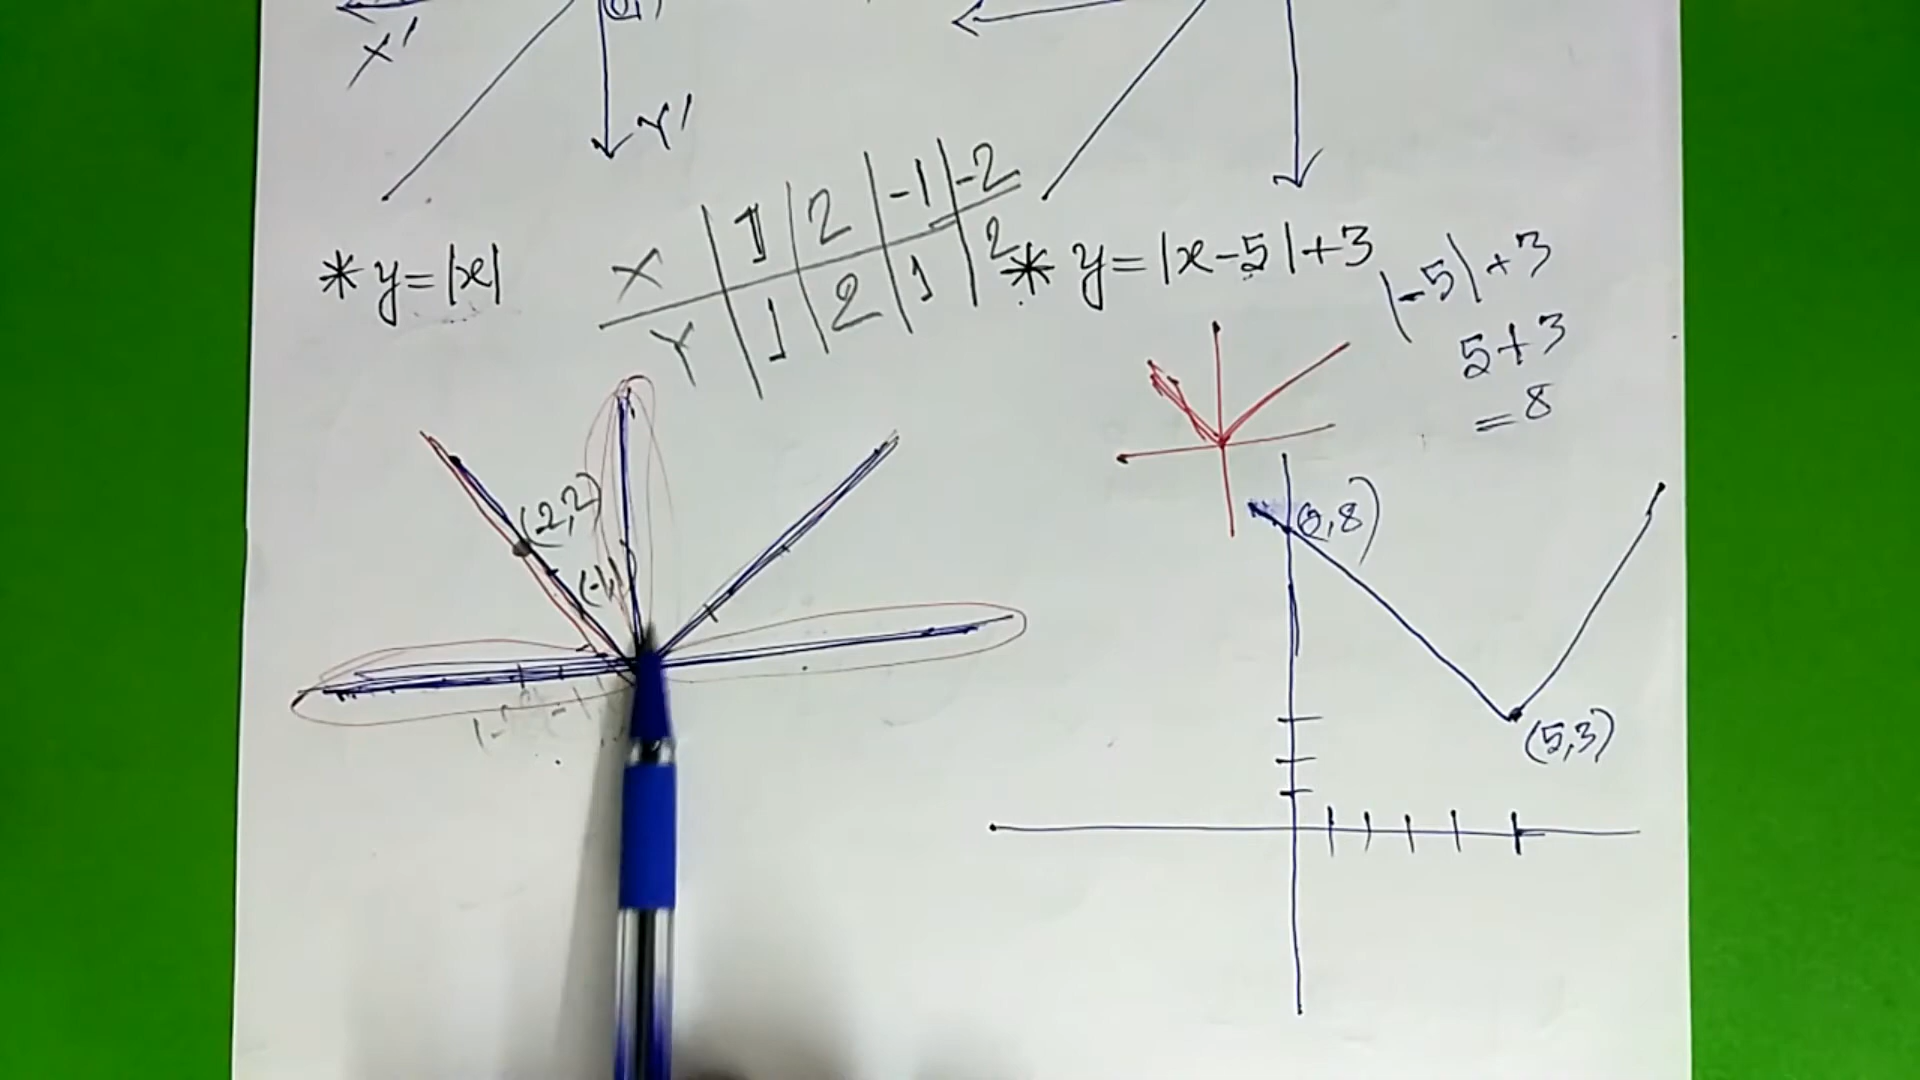 X'
Y'
* y = |x|
X | 1 | 2 | -1 | -2
Y | 1 | 2 | 1 | 2
* y = |x-5|+3
|-5|+3
5+3
=8
(2,2)
(0,8)
(5,3)